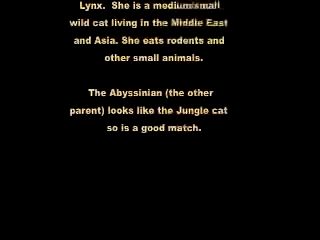 Lynx. She is a medium small
wild cat living in the Middle East
and Asia. She eats rodents and
other small animals.
The Abyssinian (the other
parent) looks like the Jungle cat
so is a good match.